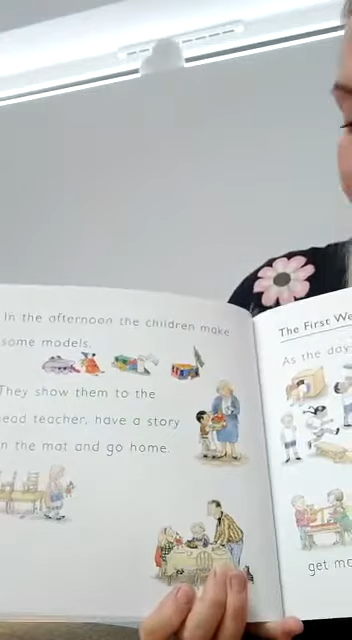 In the afternoon the children make
some models.
They show them to the
head teacher, have a story
on the mat and go home.
The First We
As the day
get mo